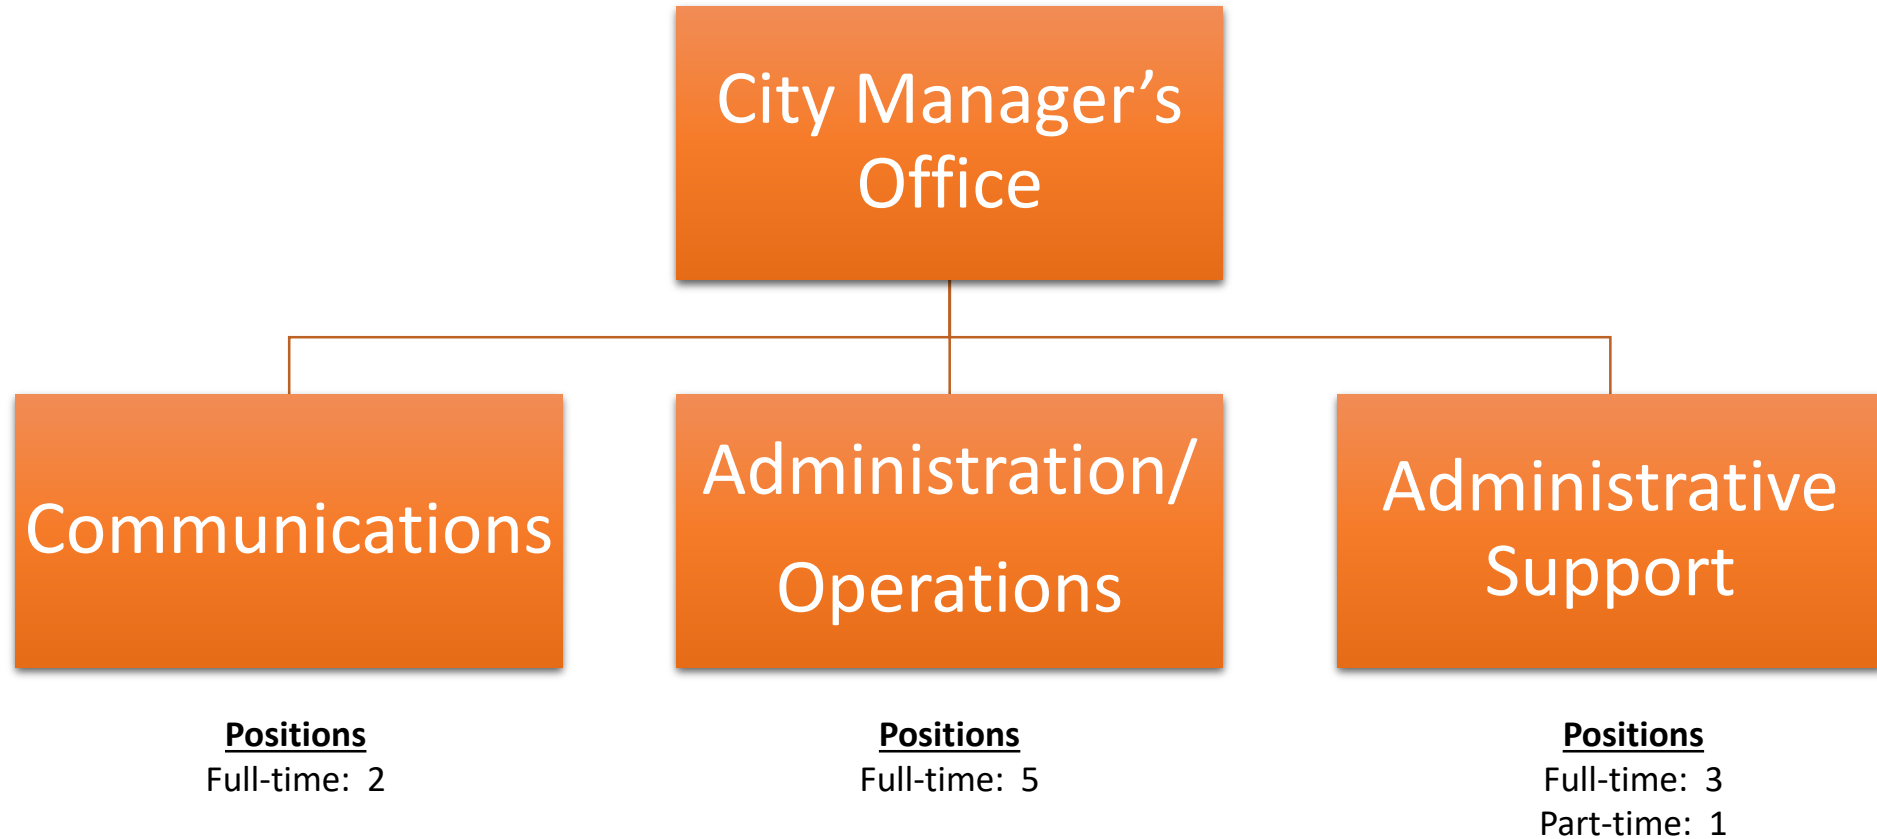 City Manager’s
Office
Communications
Administration/
Operations
Administrative
Support
Positions
Full-time:  2
Positions
Full-time:  5
Positions
Full-time:  3
Part-time:  1